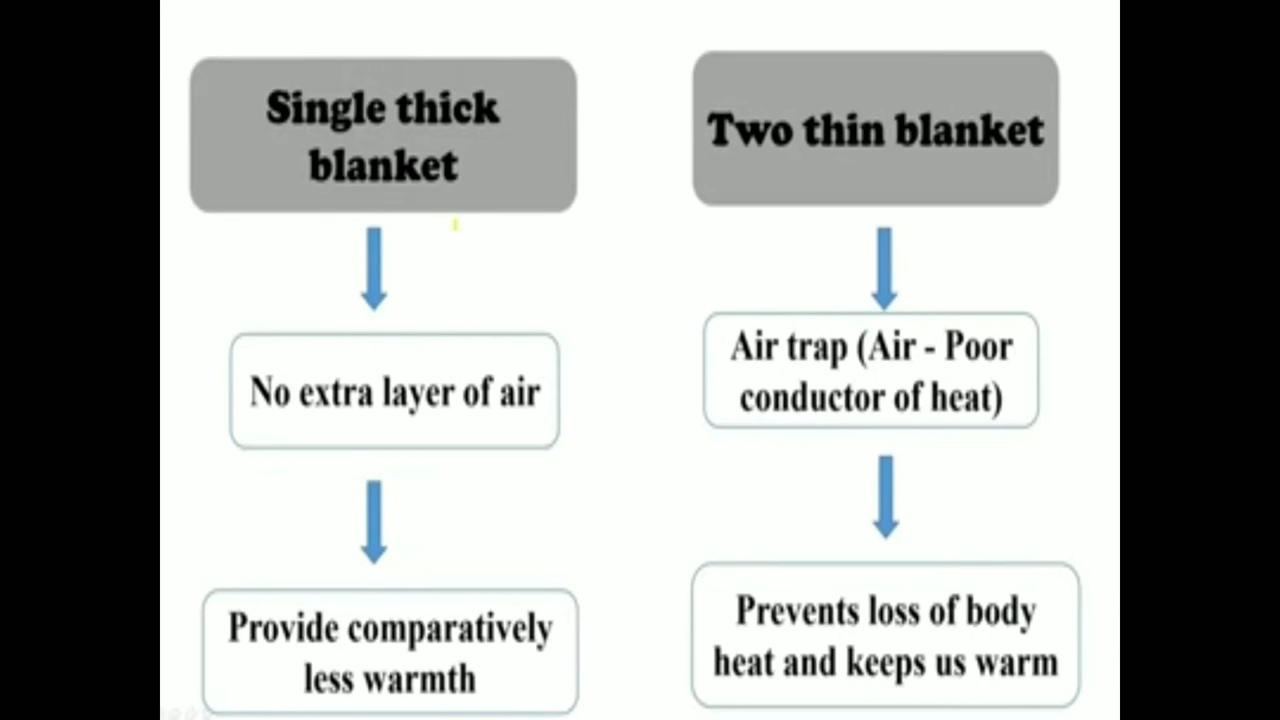 Single thick
blanket
No extra layer of air
Provide comparatively
less warmth
Two thin blanket
Air trap (Air - Poor
conductor of heat)
Prevents loss of body
heat and keeps us warm